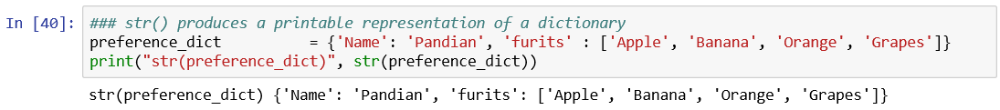 In [40]: ### str() produces a printable representation of a dictionary
preference_dict         = {'Name': 'Pandian', 'furits' : ['Apple', 'Banana', 'Orange', 'Grapes']}
print("str(preference_dict)", str(preference_dict))
str(preference_dict) {'Name': 'Pandian', 'furits': ['Apple', 'Banana', 'Orange', 'Grapes']}